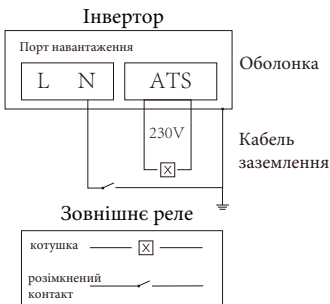 Інвертор
Порт навантаження
L N
ATS
Оболонка
230V
Кабель
заземлення
Зовнішнє реле
котушка
розімкнений
контакт